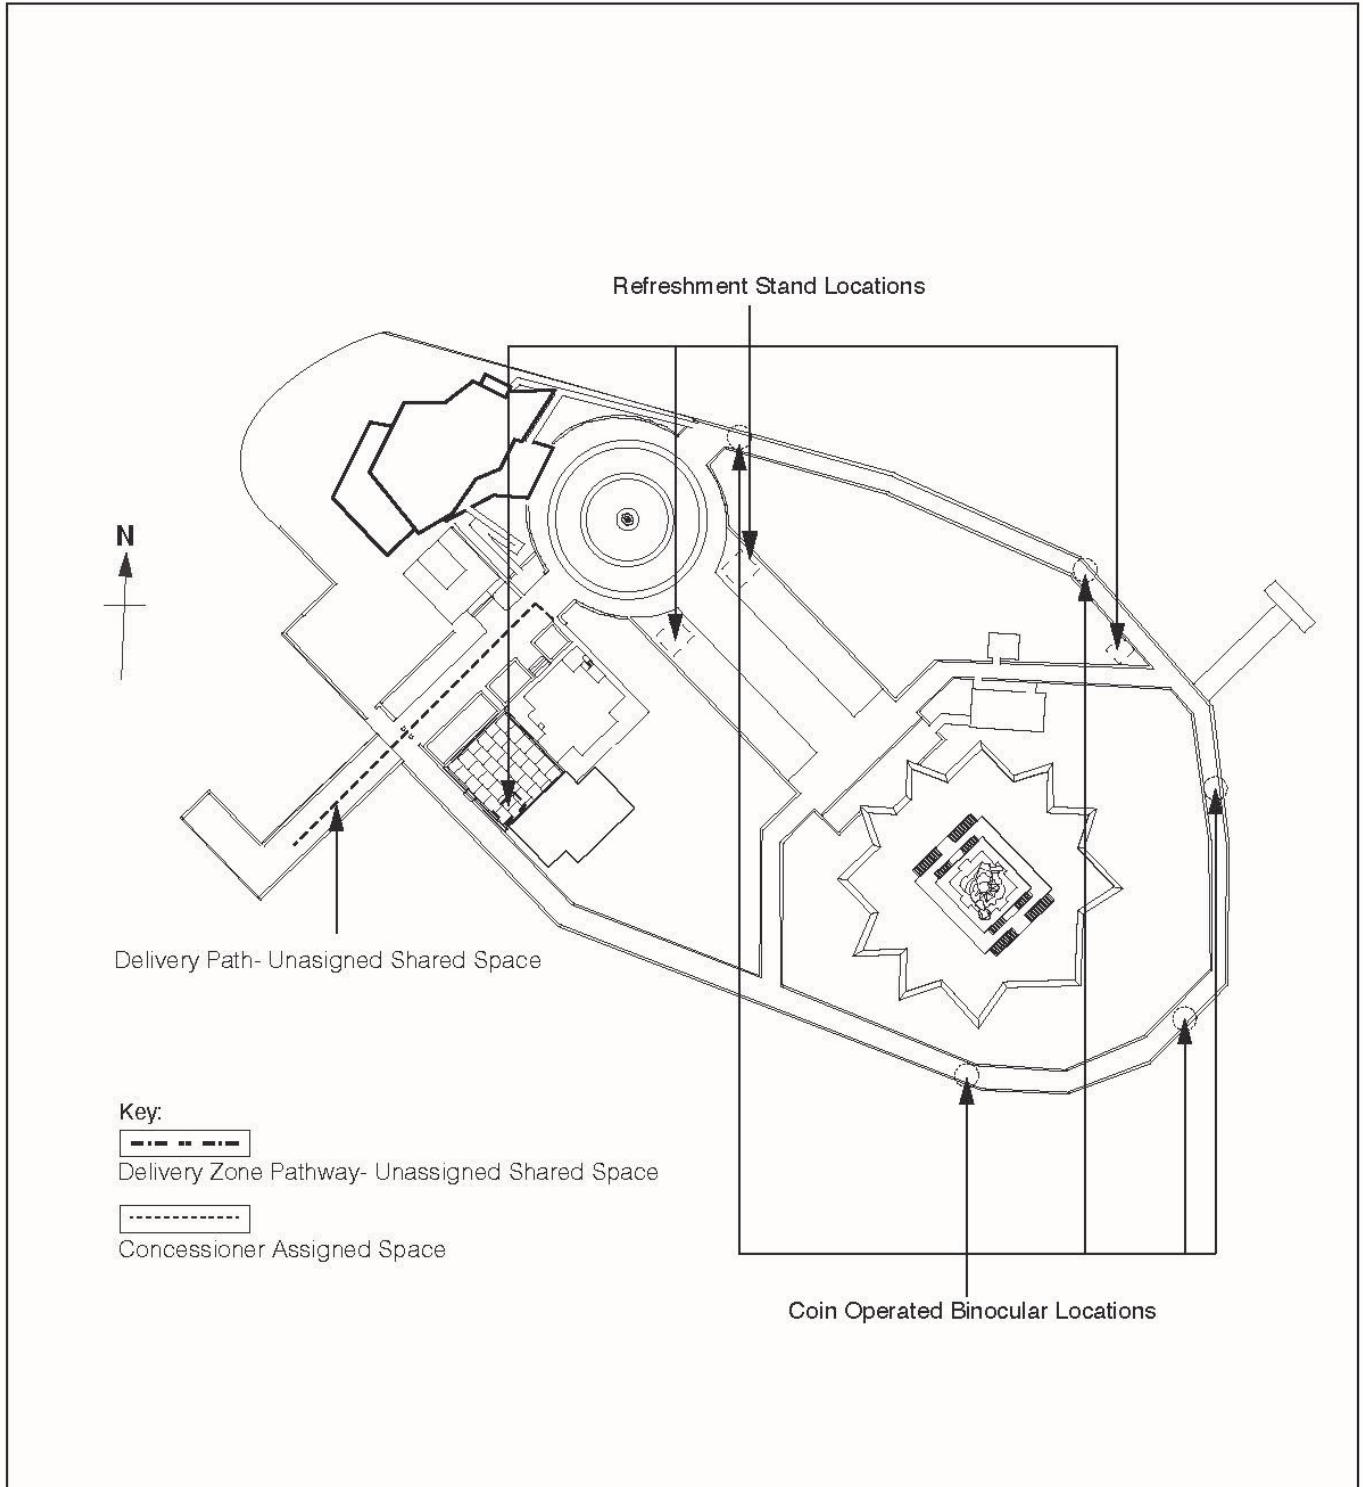 Refreshment Stand Locations
N
Delivery Path- Unasigned Shared Space
Key:
Delivery Zone Pathway- Unassigned Shared Space
Concessioner Assigned Space
Coin Operated Binocular Locations